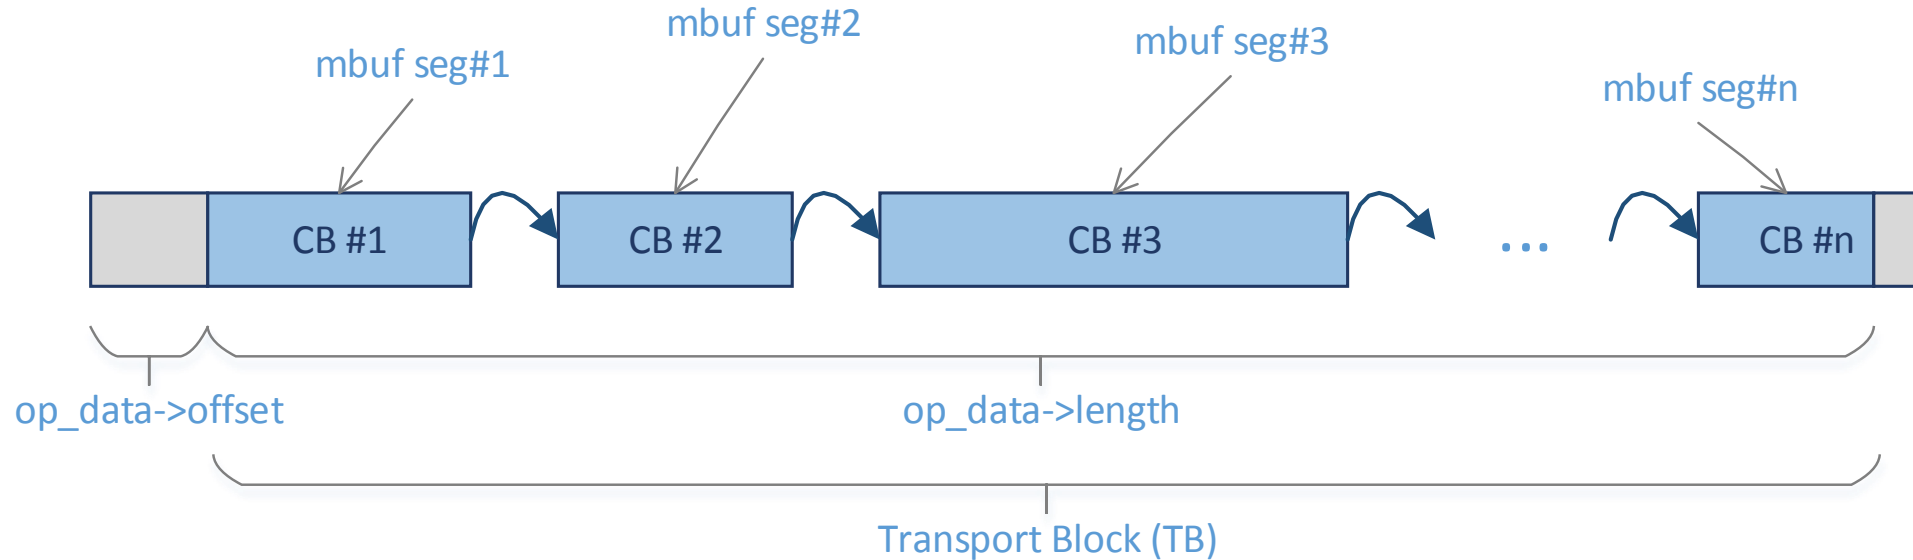 mbuf seg#1
mbuf seg#2
mbuf seg#3
mbuf seg#n
CB #1
CB #2
CB #3
...
CB #n
op_data->offset
op_data->length
Transport Block (TB)